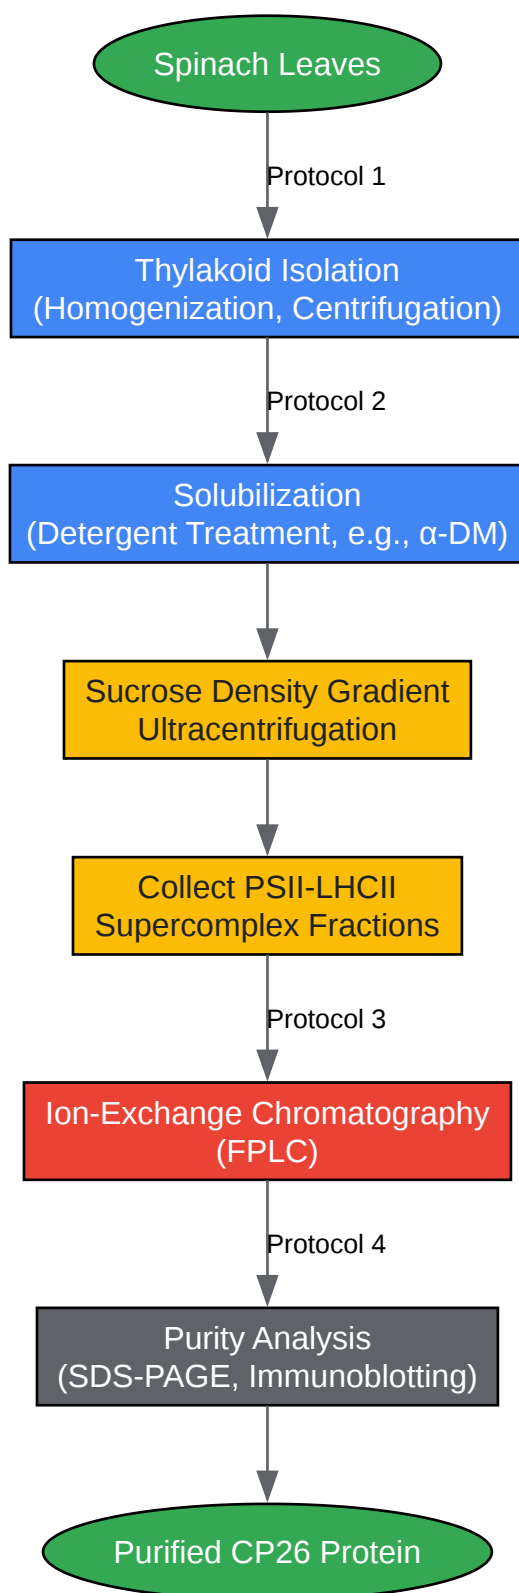 Spinach Leaves
Protocol 1
Thylakoid Isolation
(Homogenization, Centrifugation)
Protocol 2
Solubilization
(Detergent Treatment, e.g., α-DM)
Sucrose Density Gradient
Ultracentrifugation
Collect PSII-LHCII
Supercomplex Fractions
Protocol 3
Ion-Exchange Chromatography
(FPLC)
Protocol 4
Purity Analysis
(SDS-PAGE, Immunoblotting)
Purified CP26 Protein